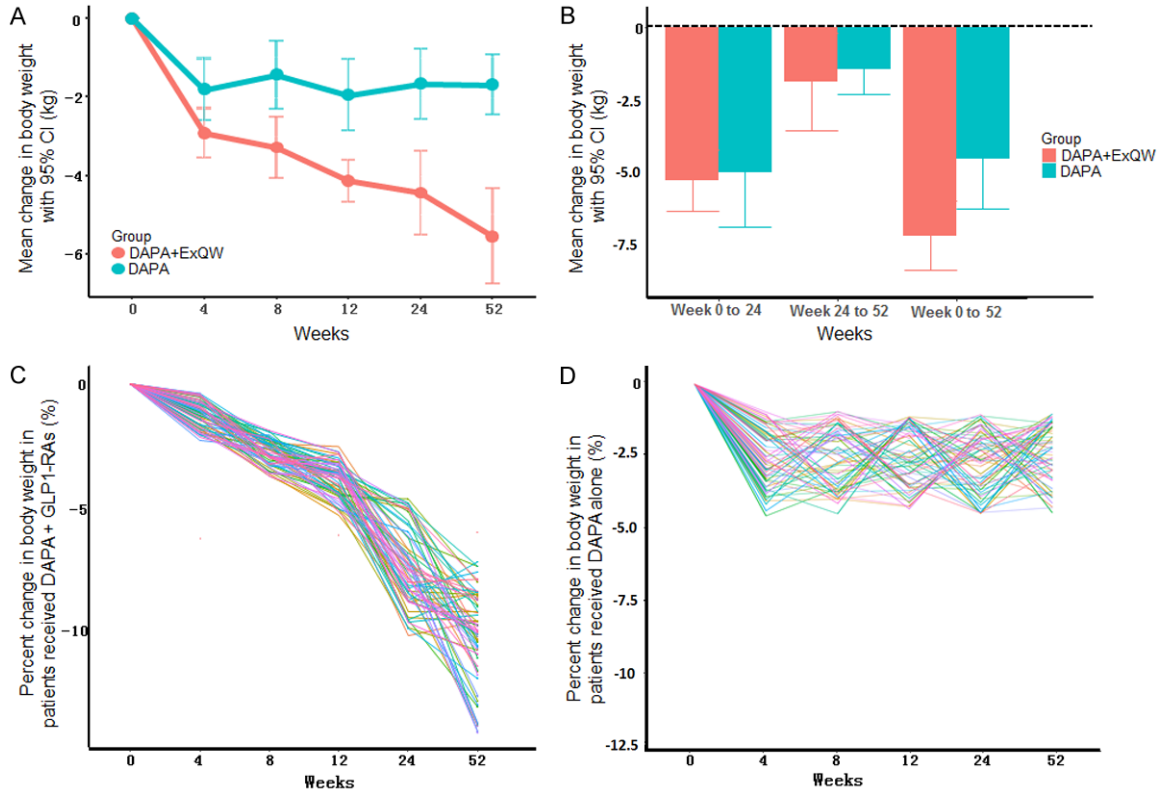 A
Mean change in body weight
with 95% CI (kg)
0
−2
−4
−6
Group
DAPA+ExQW
DAPA
0 4 8 12 24 52
Weeks
B
Mean change in body weight
with 95% CI (kg)
0
-2.5
-5.0
-7.5
Week 0 to 24 Week 24 to 52 Week 0 to 52
Weeks
Group
DAPA+ExQW
DAPA
C
Percent change in body weight in
patients received DAPA + GLP1-RAs (%)
0
−5
−10
0 4 8 12 24 52
Weeks
D
Percent change in body weight in
patients received DAPA alone (%)
0
-2.5
-5.0
-7.5
-10
-12.5
0 4 8 12 24 52
Weeks